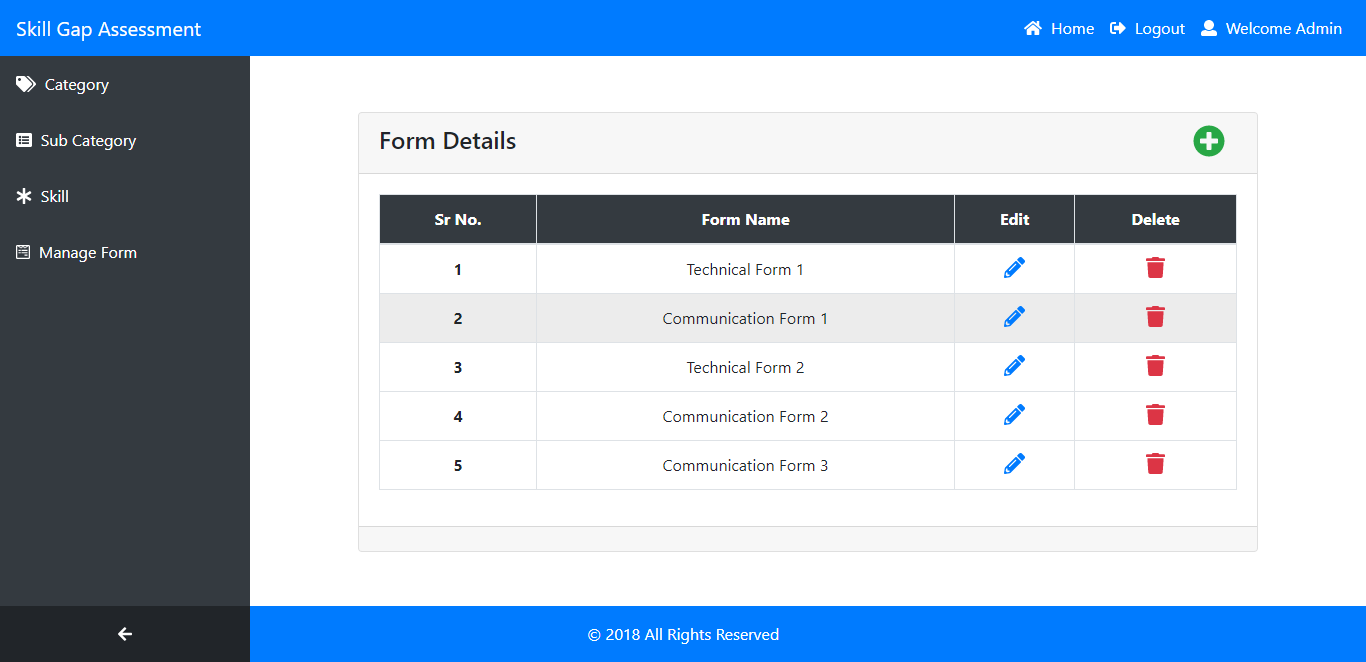 Skill Gap Assessment
Home Logout Welcome Admin
Category
Sub Category
Skill
Manage Form
Form Details
Sr No. Form Name Edit Delete
1 Technical Form 1
2 Communication Form 1
3 Technical Form 2
4 Communication Form 2
5 Communication Form 3
© 2018 All Rights Reserved